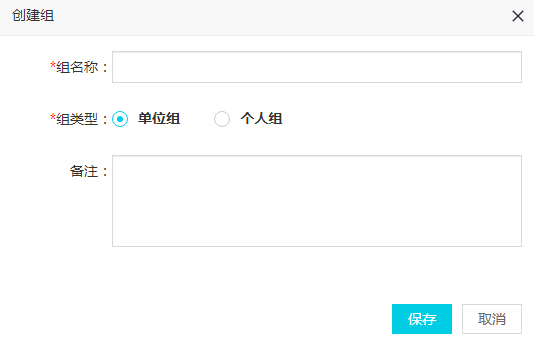 创建组
*组名称：
*组类型： 单位组 个人组
备注：
保存 取消